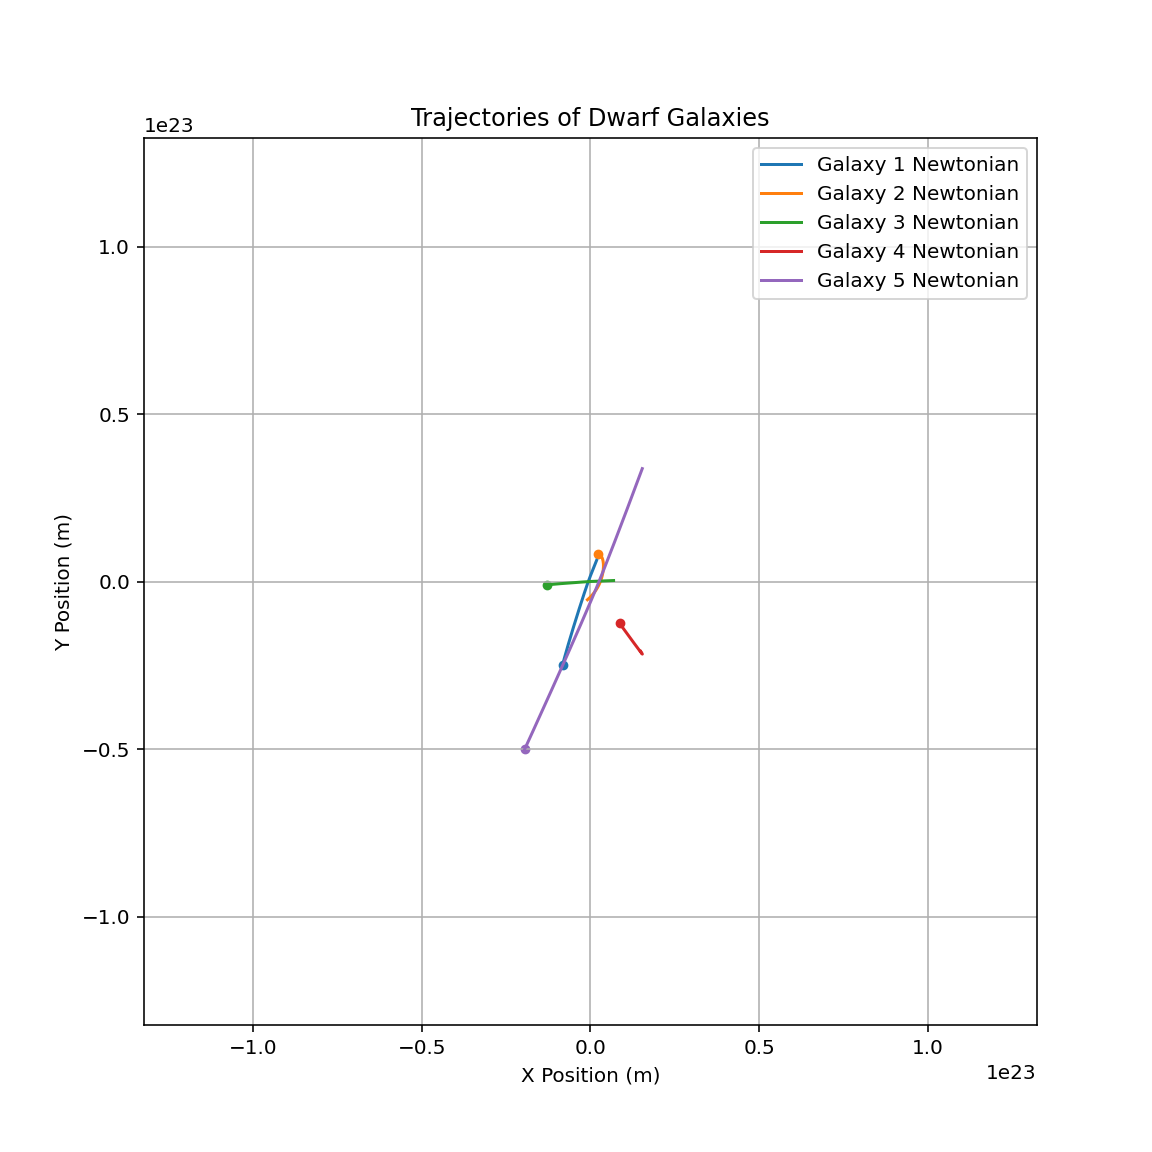 Trajectories of Dwarf Galaxies
1e23
Galaxy 1 Newtonian
Galaxy 2 Newtonian
Galaxy 3 Newtonian
Galaxy 4 Newtonian
Galaxy 5 Newtonian
1.0
0.5
0.0
−0.5
−1.0
Y Position (m)
−1.0 −0.5 0.0 0.5 1.0
X Position (m)
1e23